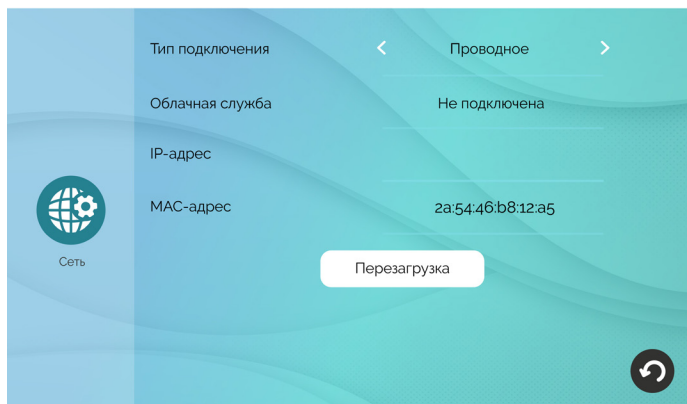 Тип подключения
Проводное
Облачная служба
Не подключена
IP-адрес
MAC-адрес
2a:54:46:b8:12:a5
Сеть
Перезагрузка